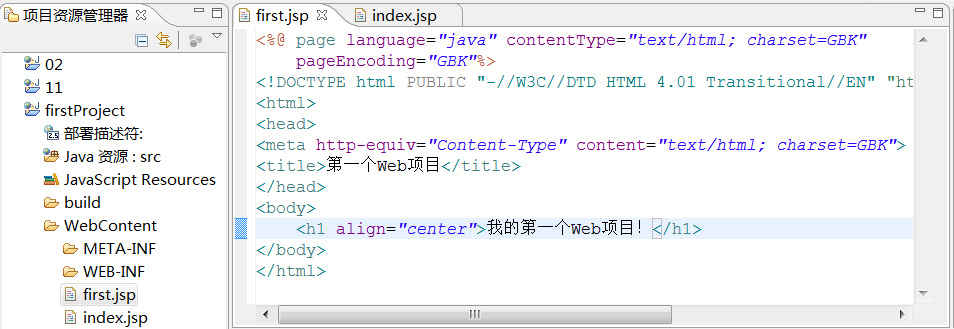 项目资源管理器
02
11
firstProject
部署描述符:
Java 资源 : src
JavaScript Resources
build
WebContent
META-INF
WEB-INF
first.jsp
index.jsp
first.jsp
index.jsp
<%@ page language="java" contentType="text/html; charset=GBK"
pageEncoding="GBK"%>
<!DOCTYPE html PUBLIC "-//W3C//DTD HTML 4.01 Transitional//EN" "ht
<html>
<head>
<meta http-equiv="Content-Type" content="text/html; charset=GBK">
<title>第一个Web项目</title>
</head>
<body>
<h1 align="center">我的第一个Web项目！</h1>
</body>
</html>